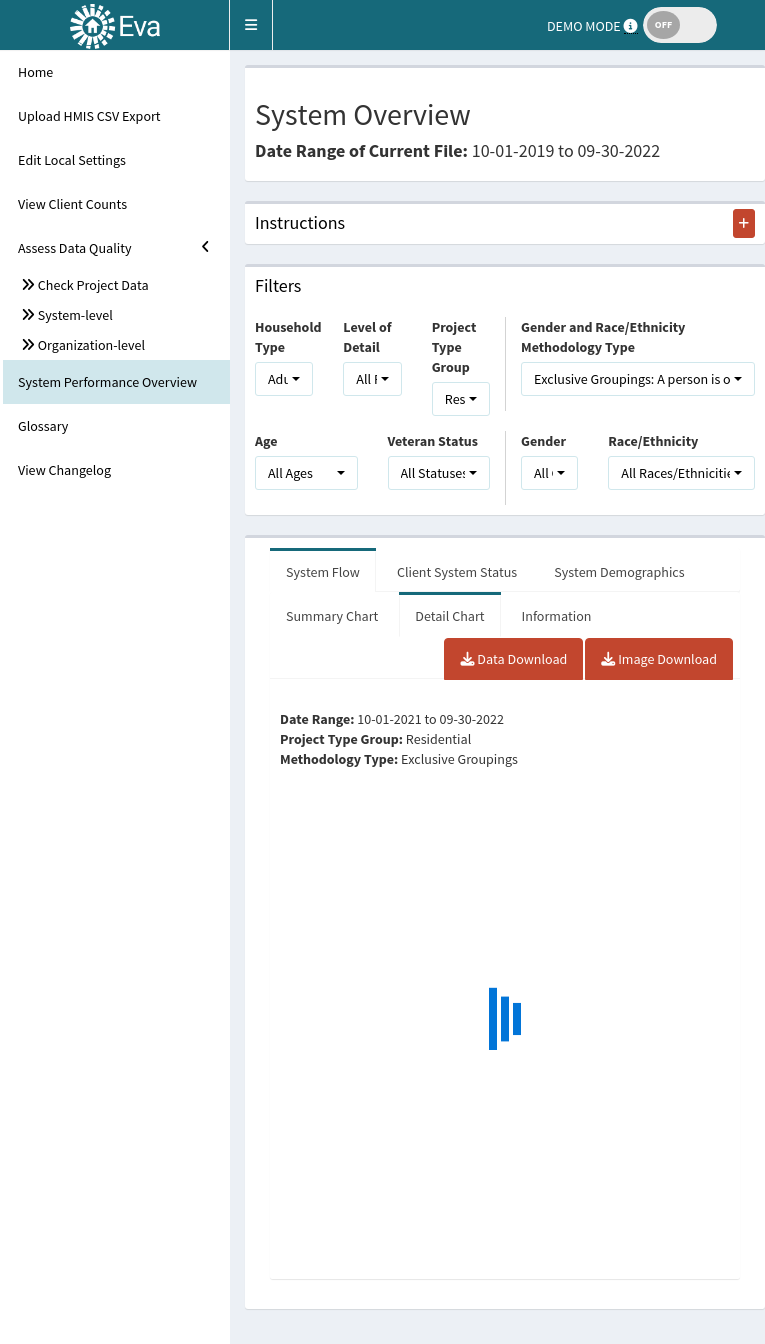 Eva
DEMO MODE
OFF
Home
Upload HMIS CSV Export
Edit Local Settings
View Client Counts
Assess Data Quality
Check Project Data
System-level
Organization-level
System Performance Overview
Glossary
View Changelog
System Overview
Date Range of Current File: 10-01-2019 to 09-30-2022
Instructions
Filters
Household
Type
Level of
Detail
Project
Type
Group
Gender and Race/Ethnicity
Methodology Type
All
Res
Exclusive Groupings: A person is o
Age
Veteran Status
Gender
Race/Ethnicity
All Ages
All Statuses
All
All Races/Ethnicitie
System Flow
Client System Status
System Demographics
Summary Chart
Detail Chart
Information
Data Download
Image Download
Date Range: 10-01-2021 to 09-30-2022
Project Type Group: Residential
Methodology Type: Exclusive Groupings